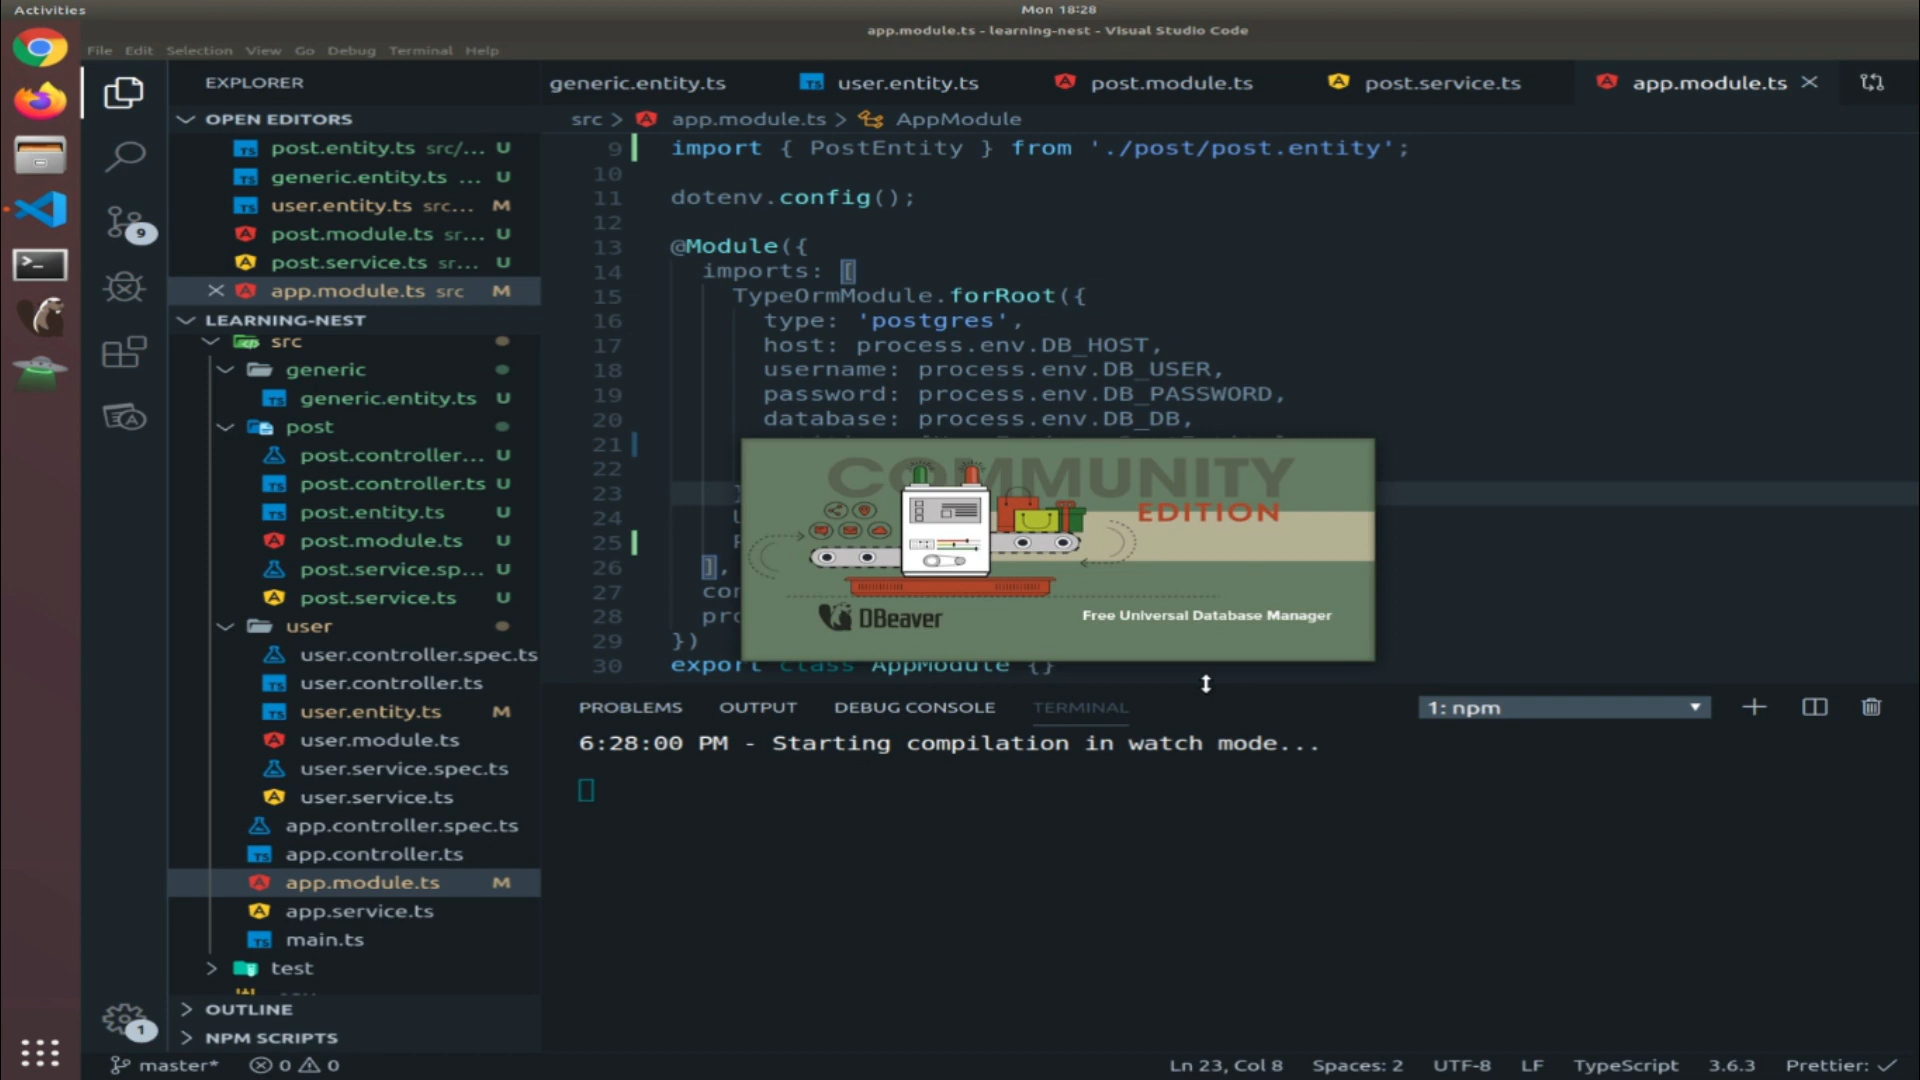 Activities
Mon 18:28
app.module.ts - learning-nest - Visual Studio Code
File Edit Selection View Go Debug Terminal Help
EXPLORER
OPEN EDITORS
post.entity.ts src/... U
generic.entity.ts ... U
user.entity.ts src... M
post.module.ts sr... U
post.service.ts sr... U
app.module.ts src M
LEARNING-NEST
src
generic
generic.entity.ts U
post
post.controller... U
post.controller.ts U
post.entity.ts U
post.module.ts U
post.service.sp... U
post.service.ts U
user
user.controller.spec.ts
user.controller.ts
user.entity.ts M
user.module.ts
user.service.spec.ts
user.service.ts
app.controller.spec.ts
app.controller.ts
app.module.ts M
app.service.ts
main.ts
test
OUTLINE
NPM SCRIPTS
9
1
generic.entity.ts user.entity.ts post.module.ts post.service.ts app.module.ts
src > app.module.ts > AppModule
9 import { PostEntity } from './post/post.entity';
10
11 dotenv.config();
12
13 @Module({
14 imports: [
15 TypeOrmModule.forRoot({
16 type: 'postgres',
17 host: process.env.DB_HOST,
18 username: process.env.DB_USER,
19 password: process.env.DB_PASSWORD,
20 database: process.env.DB_DB,
21
22
23
24
25
26 ],
27
28
29 })
30 export class AppModule {}
COMMUNITY
EDITION
DBeaver
Free Universal Database Manager
PROBLEMS OUTPUT DEBUG CONSOLE TERMINAL
1: npm
6:28:00 PM - Starting compilation in watch mode...
master* 0 0
Ln 23, Col 8 Spaces: 2 UTF-8 LF TypeScript 3.6.3 Prettier: ✓